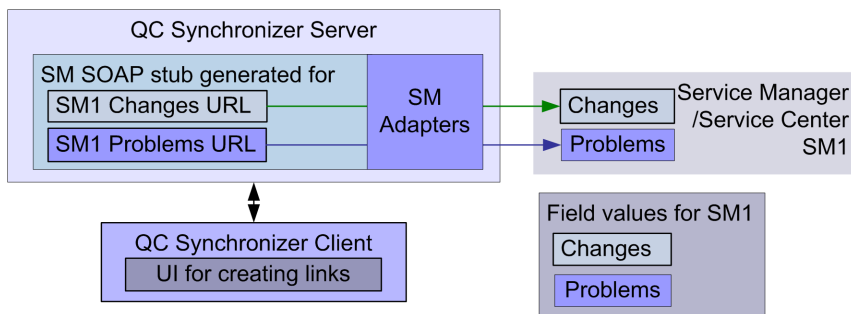 QC Synchronizer Server
SM SOAP stub generated for
SM1 Changes URL
SM1 Problems URL
SM
Adapters
Changes
Problems
Service Manager
/Service Center
SM1
QC Synchronizer Client
UI for creating links
Field values for SM1
Changes
Problems